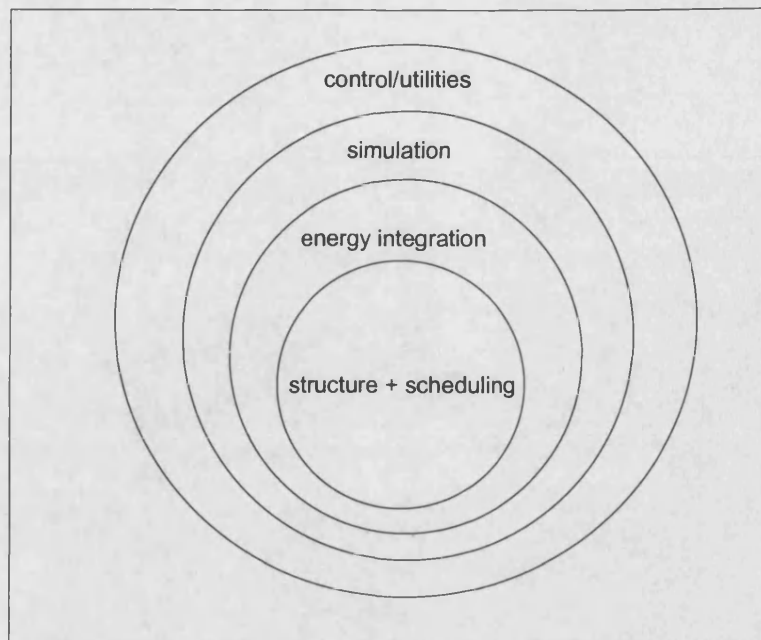 control/utilities
simulation
energy integration
structure + scheduling